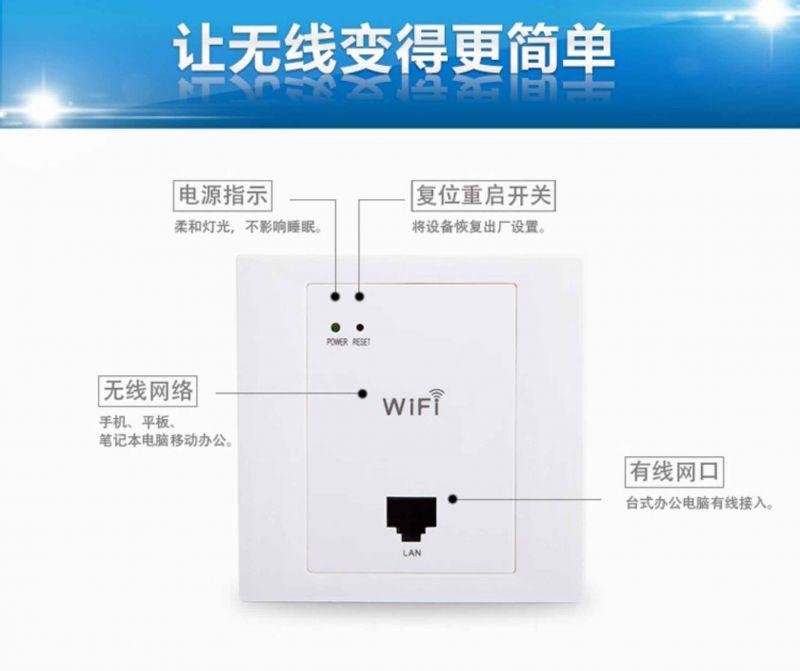 让无线变得更简单
电源指示
柔和灯光，不影响睡眠。
复位重启开关
将设备恢复出厂设置。
POWER RESET
无线网络
手机、平板、
笔记本电脑移动办公。
WiFi
有线网口
台式办公电脑有线接入。
LAN